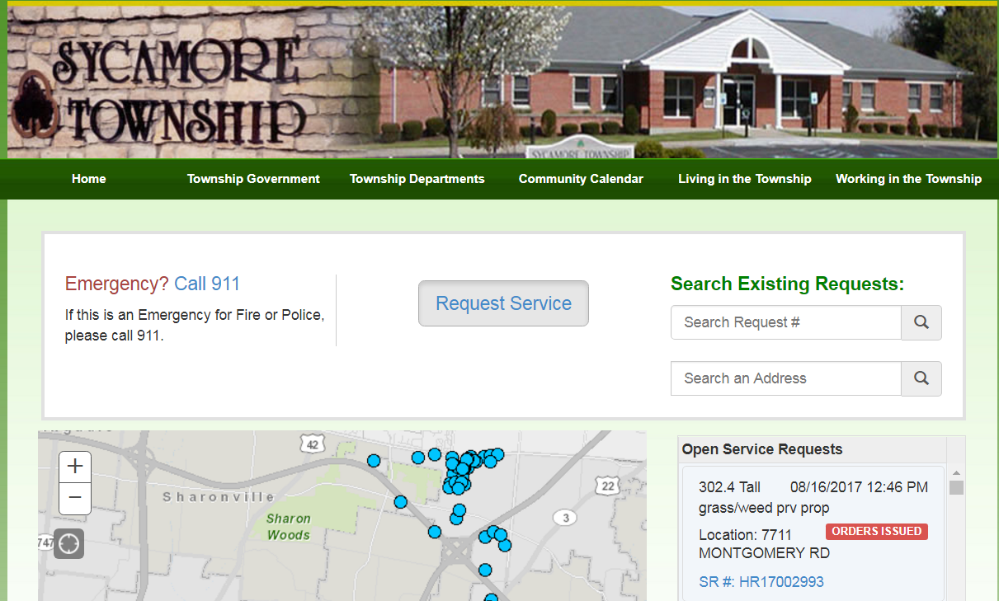 SYCAMORE
TOWNSHIP
SYCAMORE TOWNSHIP
Home Township Government Township Departments Community Calendar Living in the Township Working in the Township
Emergency? Call 911
If this is an Emergency for Fire or Police,
please call 911.
Request Service
Search Existing Requests:
Search Request #
Search an Address
42
Sharonville
Sharon
Woods
22
3
747
Open Service Requests
302.4 Tall 08/16/2017 12:46 PM
grass/weed prv prop
Location: 7711 ORDERS ISSUED
MONTGOMERY RD
SR #: HR17002993